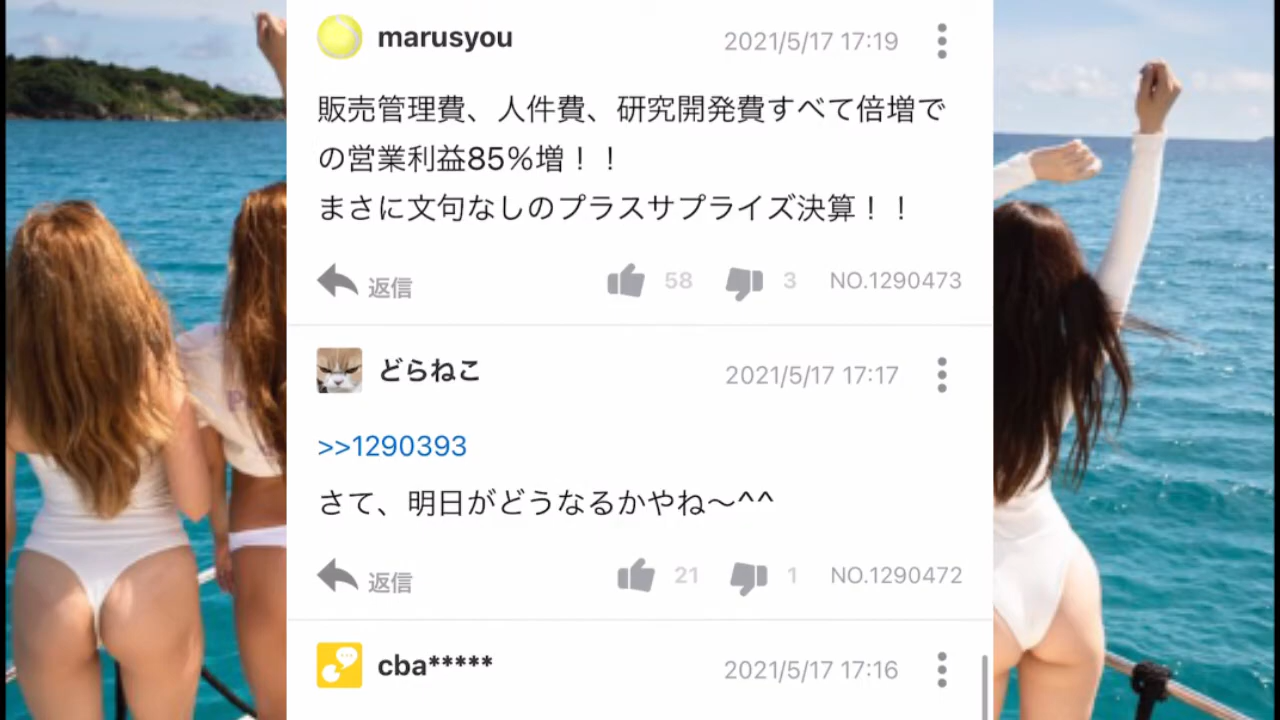 marusyou
2021/5/17 17:19
販売管理費、人件費、研究開発費すべて倍増で
の営業利益85%増！！
まさに文句なしのプラスサプライズ決算！！
返信
58
3
NO.1290473
どらねこ
2021/5/17 17:17
>>1290393
さて、明日がどうなるかやね〜^^
返信
21
1
NO.1290472
cba*****
2021/5/17 17:16